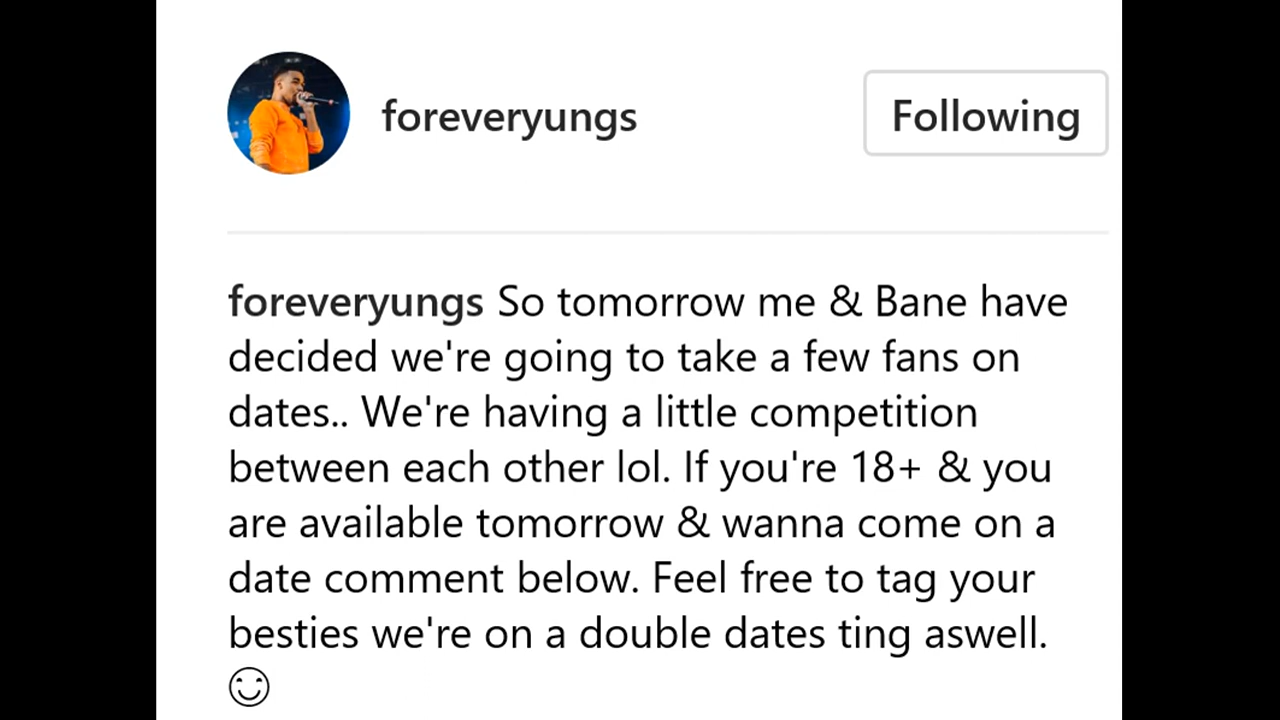 foreveryungs
Following
foreveryungs So tomorrow me & Bane have
decided we're going to take a few fans on
dates.. We're having a little competition
between each other lol. If you're 18+ & you
are available tomorrow & wanna come on a
date comment below. Feel free to tag your
besties we're on a double dates ting aswell.
☺